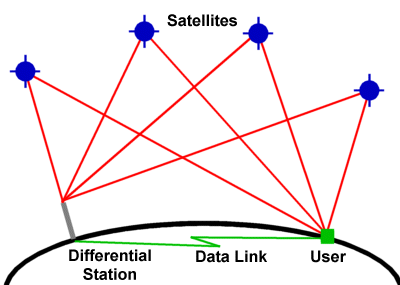 Satellites
Differential
Station
Data Link
User